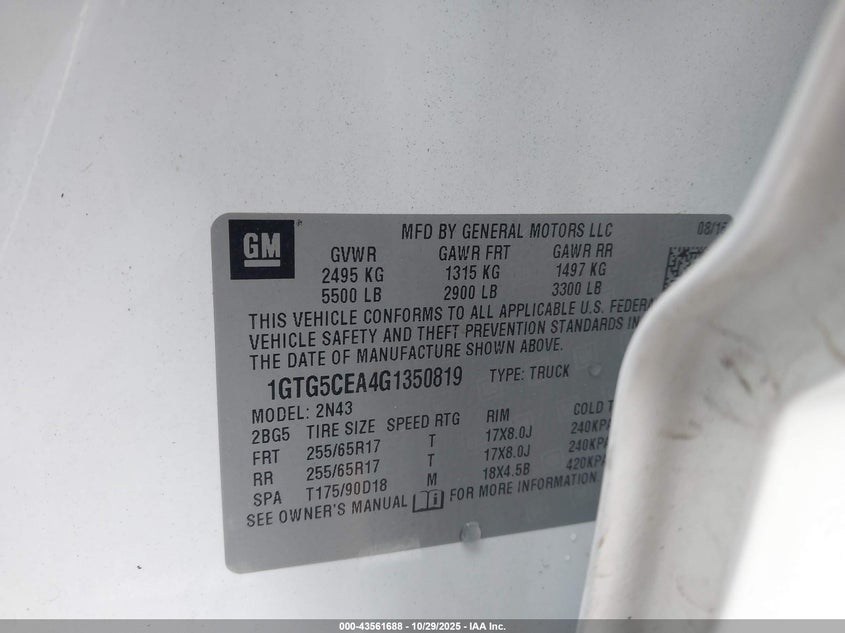 GM
MFD BY GENERAL MOTORS LLC
GVWR GAWR FRT GAWR RR
2495 KG 1315 KG 1497 KG
5500 LB 2900 LB 3300 LB
THIS VEHICLE CONFORMS TO ALL APPLICABLE U.S. FEDERA
VEHICLE SAFETY AND THEFT PREVENTION STANDARDS IN
THE DATE OF MANUFACTURE SHOWN ABOVE.
1GTG5CEA4G1350819 TYPE: TRUCK
MODEL: 2N43
2BG5 TIRE SIZE SPEED RTG RIM COLD T
FRT 255/65R17 T 17X8.0J 240KPA
RR 255/65R17 T 17X8.0J 240KPA
SPA T175/90D18 M 18X4.5B 420KPA
SEE OWNER'S MANUAL FOR MORE INFORMATION.
000-43561688 - 10/29/2025 - IAA Inc.